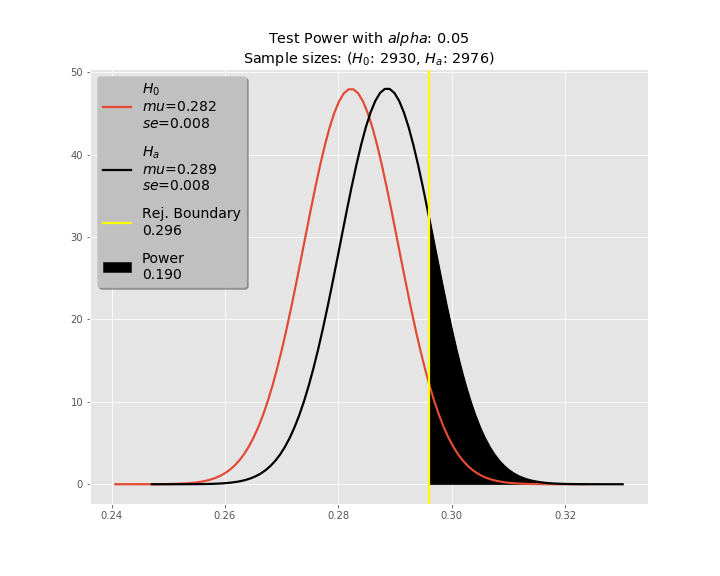 Test Power with alpha: 0.05
Sample sizes: (H0: 2930, Ha: 2976)
50
40
30
20
10
0
H0
mu=0.282
se=0.008
Ha
mu=0.289
se=0.008
Rej. Boundary
0.296
Power
0.190
0.24
0.26
0.28
0.30
0.32